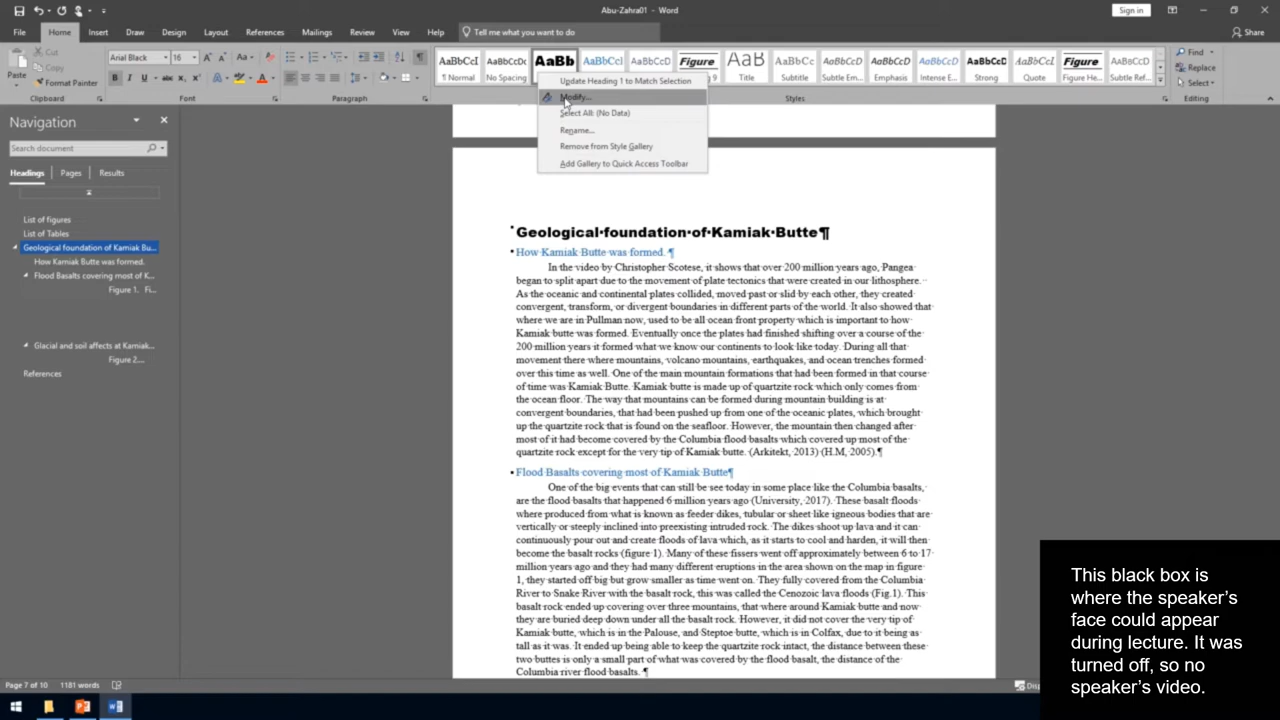 Abu-Zahra01 - Word
Sign in
File Home Insert Draw Design Layout References Mailings Review View Help Tell me what you want to do
Share
Paste
Cut
Copy
Format Painter
Clipboard
Arial Black 16
Font
Paragraph
AaBbCcI AaBbCcDc AaBb AaBbCcI AaBbCcD Figure AaB AaBbCc AaBbCcD AaBbCcD AaBbCcD AaBbCcD AaBbCc Figure AaBbCcD
¶ Normal No Spacing 9 Title Subtitle Subtle Em... Emphasis Intense E... Strong Quote Figure He... Subtle Ref...
Styles
Find
Replace
Select
Editing
Update Heading 1 to Match Selection
Modify...
Select All: (No Data)
Rename...
Remove from Style Gallery
Add Gallery to Quick Access Toolbar
Navigation
Search document
Headings Pages Results
List of figures
List of Tables
Geological foundation of Kamiak Bu...
How Kamiak Butte was formed.
Flood Basalts covering most of K...
Figure 1. Fi...
Glacial and soil affects at Kamiak...
Figure 2....
References
Geological foundation of Kamiak Butte¶
How Kamiak Butte was formed. ¶
In the video by Christopher Scotese, it shows that over 200 million years ago, Pangea
began to split apart due to the movement of plate tectonics that were created in our lithosphere.
As the oceanic and continental plates collided, moved past or slid by each other, they created
convergent, transform, or divergent boundaries in different parts of the world. It also showed that
where we are in Pullman now, used to be all ocean front property which is important to how
Kamiak butte was formed. Eventually once the plates had finished shifting over a course of the
200 million years it formed what we know our continents to look like today. During all that
movement there where mountains, volcano mountains, earthquakes, and ocean trenches formed
over this time as well. One of the main mountain formations that had been formed in that course
of time was Kamiak Butte. Kamiak butte is made up of quartzite rock which only comes from
the ocean floor. The way that mountains can be formed during mountain building is at
convergent boundaries, that had been pushed up from one of the oceanic plates, which brought
up the quartzite rock that is found on the seafloor. However, the mountain then changed after
most of it had become covered by the Columbia flood basalts which covered up most of the
quartzite rock except for the very tip of Kamiak butte. (Arkitekt, 2013) (H.M, 2005).¶
Flood Basalts covering most of Kamiak Butte¶
One of the big events that can still be see today in some place like the Columbia basalts,
are the flood basalts that happened 6 million years ago (University, 2017). These basalt floods
where produced from what is known as feeder dikes, tubular or sheet like igneous bodies that are
vertically or steeply inclined into preexisting intruded rock. The dikes shoot up lava and it can
continuously pour out and create floods of lava which, as it starts to cool and harden, it will then
become the basalt rocks (figure 1). Many of these fissers went off approximately between 6 to 17
million years ago and they had many different eruptions in the area shown on the map in figure
1, they started off big but grow smaller as time went on. They fully covered from the Columbia
River to Snake River with the basalt rock, this was called the Cenozoic lava floods (Fig.1). This
basalt rock ended up covering over three mountains, that where around Kamiak butte and now
they are buried deep down under all the basalt rock. However, it did not cover the very tip of
Kamiak butte, which is in the Palouse, and Steptoe butte, which is in Colfax, due to it being as
tall as it was. It ended up being able to keep the quartzite rock intact, the distance between these
two buttes is only a small part of what was covered by the flood basalt, the distance of the
Columbia river flood basalts. ¶
This black box is
where the speaker's
face could appear
during lecture. It was
turned off, so no
speaker's video.
Page 7 of 10 1181 words